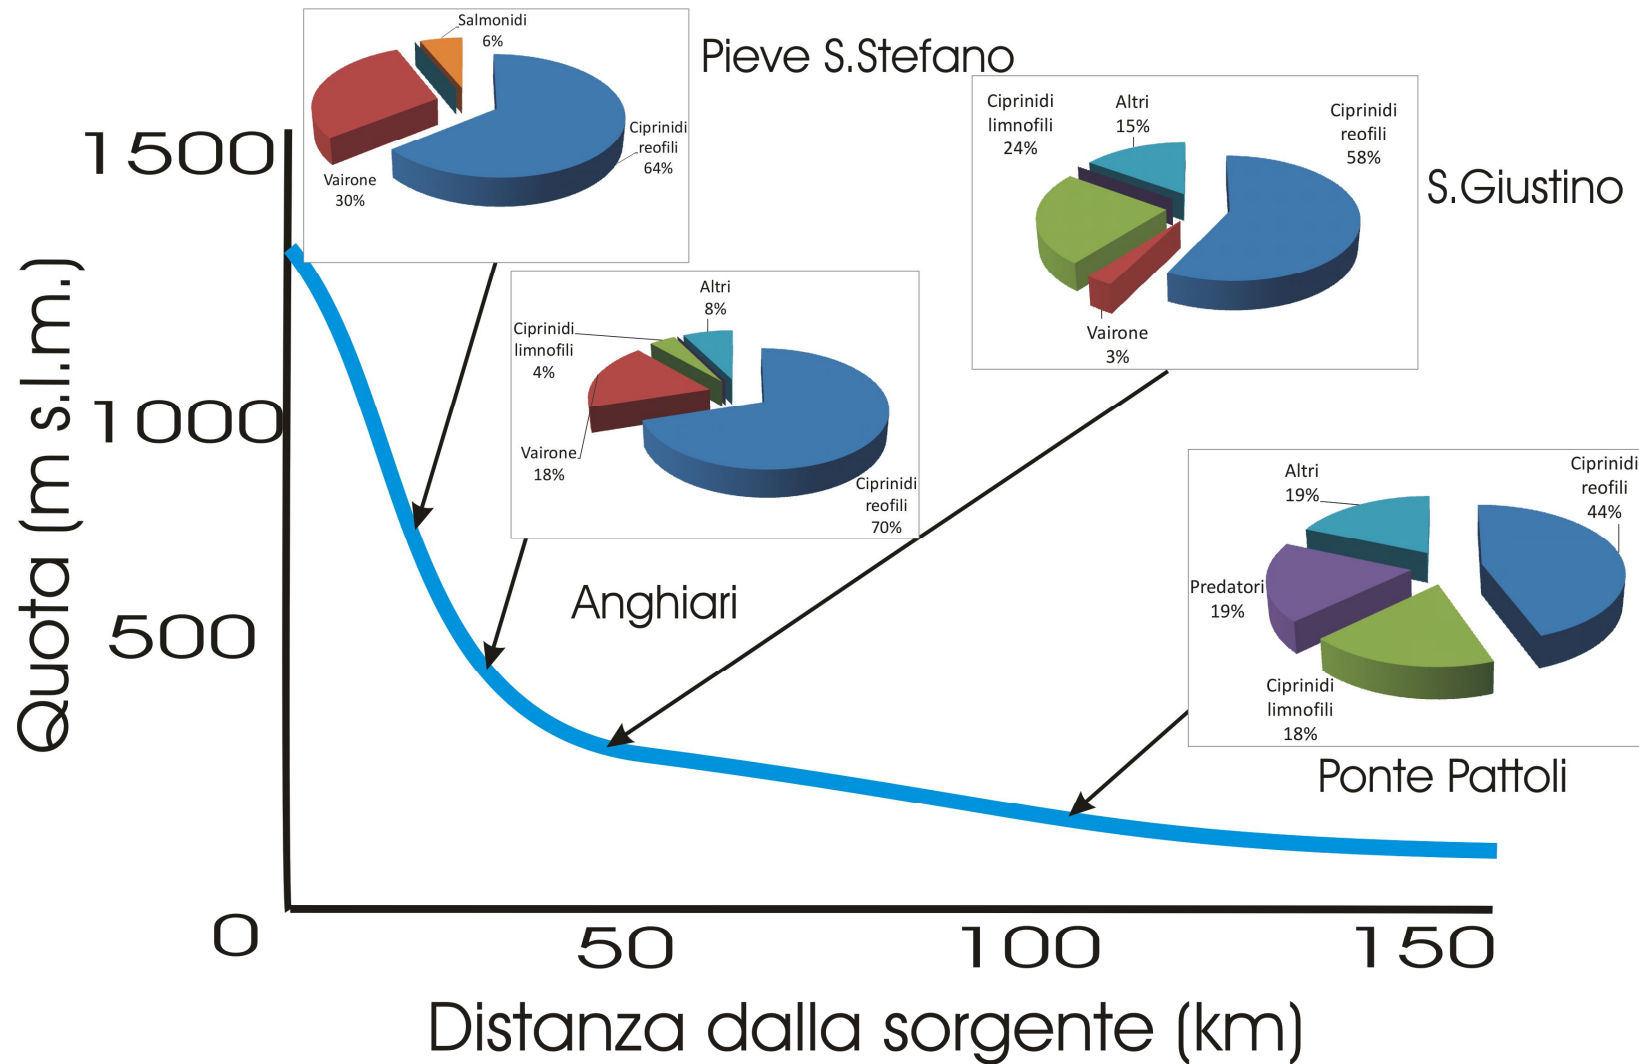 Salmonidi
6%
Ciprinidi
reofili
64%
Vairone
30%
Pieve S.Stefano
Ciprinidi
limnofili
24%
Altri
15%
Ciprinidi
reofili
58%
Vairone
3%
S.Giustino
Altri
8%
Ciprinidi
limnofili
4%
Vairone
18%
Ciprinidi
reofili
70%
Anghiari
Altri
19%
Ciprinidi
reofili
44%
Predatori
19%
Ciprinidi
limnofili
18%
Ponte Pattoli
Quota (m s.l.m.)
1500
1000
500
0
50
100
150
Distanza dalla sorgente (km)